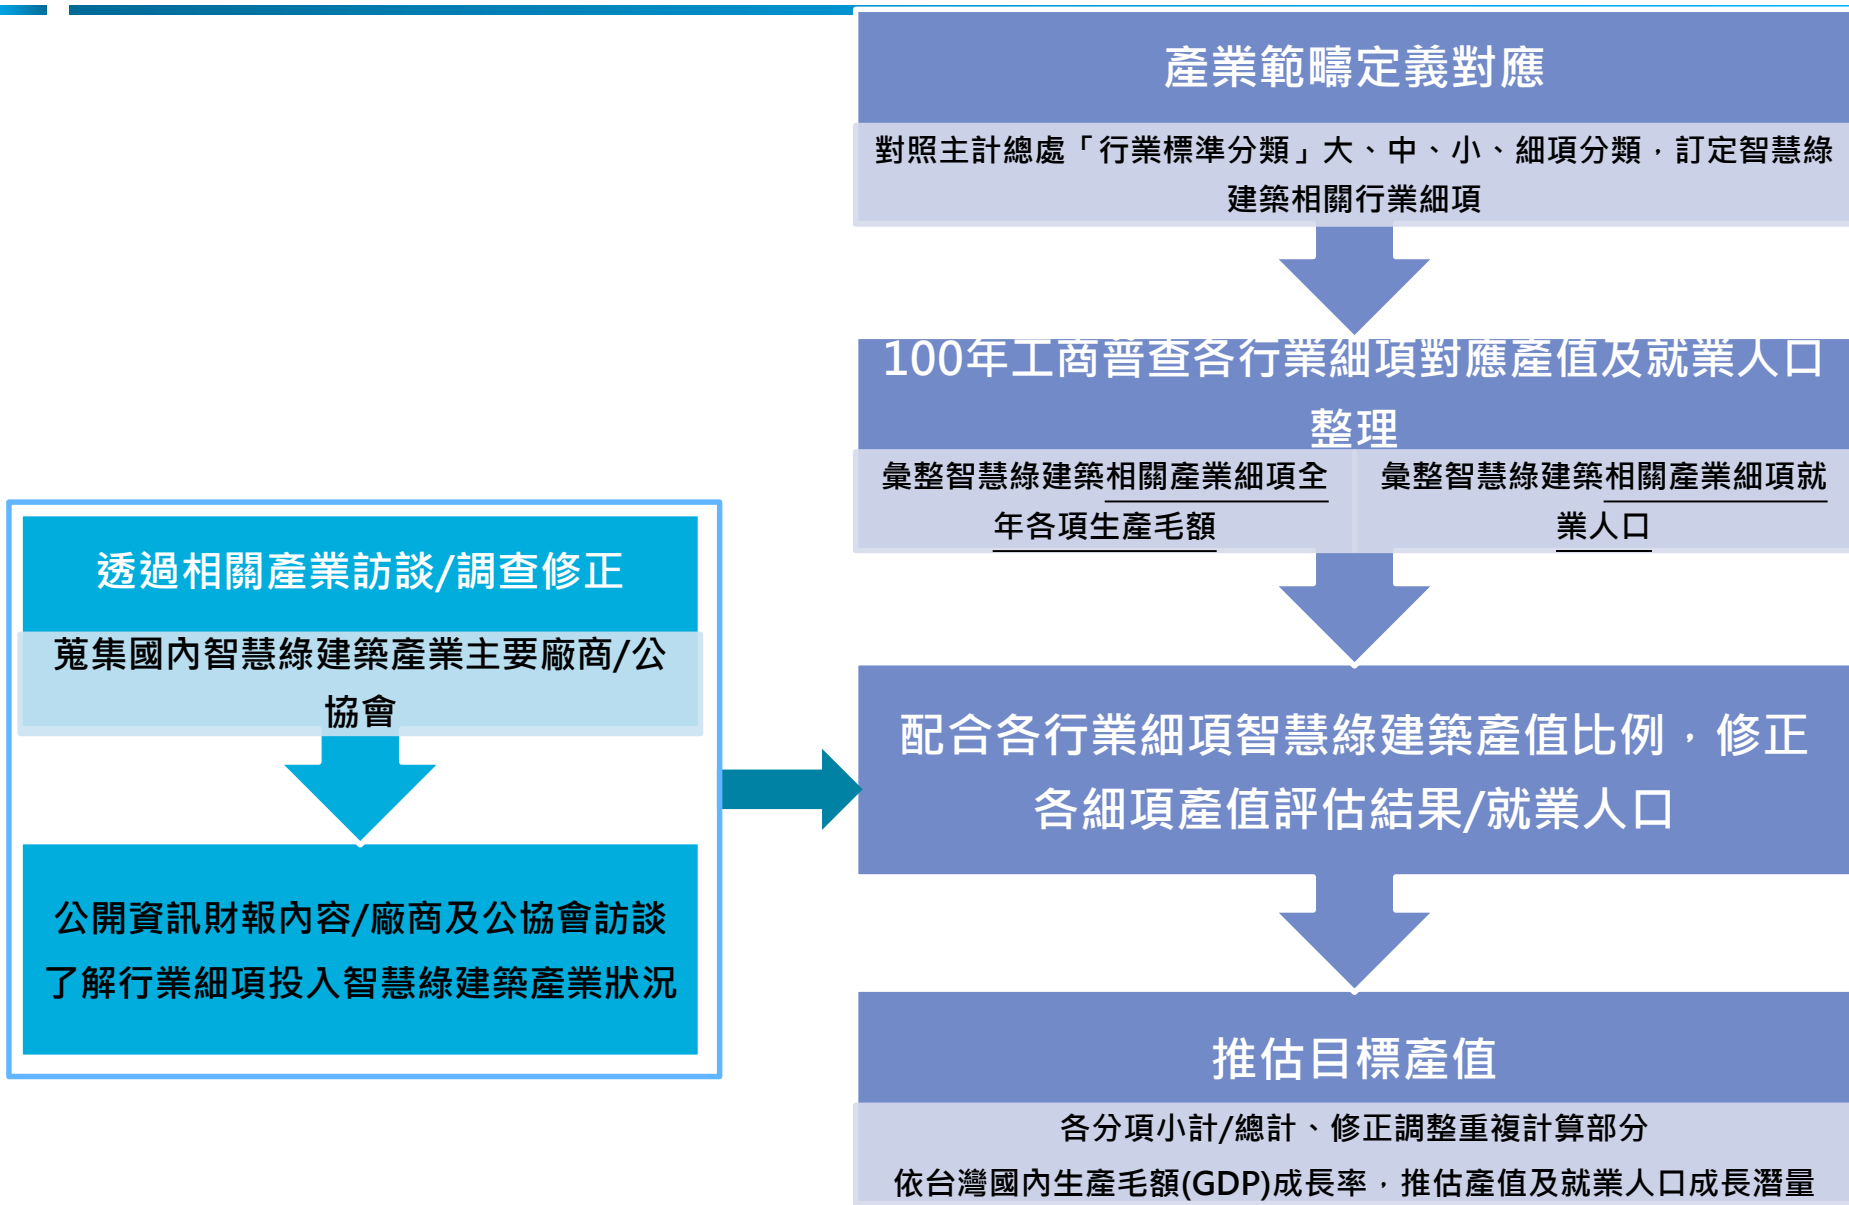 產業範疇定義對應
對照主計總處「行業標準分類」大、中、小、細項分類，訂定智慧綠
建築相關行業細項
100年工商普查各行業細項對應產值及就業人口
整理
彙整智慧綠建築相關產業細項全
年各項生產毛額
彙整智慧綠建築相關產業細項就
業人口
透過相關產業訪談/調查修正
蒐集國內智慧綠建築產業主要廠商/公
協會
公開資訊財報內容/廠商及公協會訪談
了解行業細項投入智慧綠建築產業狀況
配合各行業細項智慧綠建築產值比例，修正
各細項產值評估結果/就業人口
推估目標產值
各分項小計/總計、修正調整重複計算部分
依台灣國內生產毛額(GDP)成長率，推估產值及就業人口成長潛量